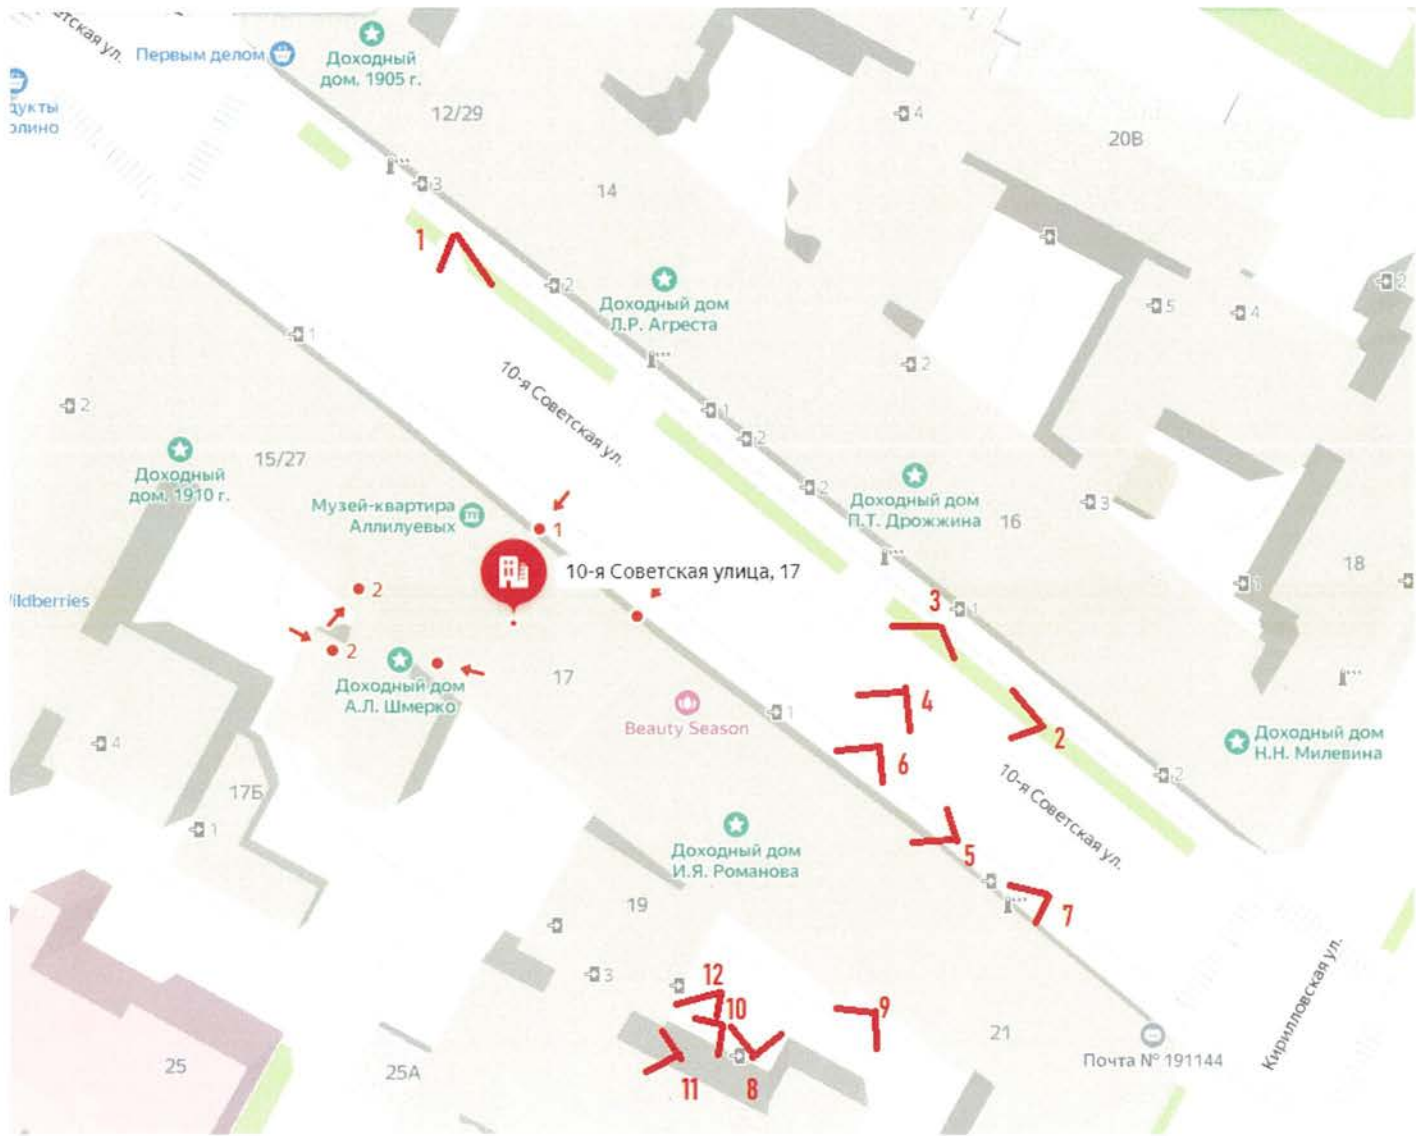 етская ул.
Первым делом
Доходный
дом. 1905 г.
дукты
олино
12/29
3
4
20В
14
1
2
2
Доходный дом
Л.Р. Агреста
5
4
1
2
10-я Советская ул.
2
1
2
Доходный
дом. 1910 г.
15/27
Музей-квартира
Аллилуевых
1
2
Доходный дом
П.Т. Дрожжина
16
3
10-я Советская улица, 17
18
1
ildberries
2
2
3
1
Доходный дом
А.Л. Шмерко
17
Beauty Season
1
4
2
6
Доходный дом
Н.Н. Милевина
4
17Б
1
2
10-я Советская ул.
Доходный дом
И.Я. Романова
5
19
7
3
12
10
9
21
Почта № 191144
Кирилловская ул.
25
25А
11
8